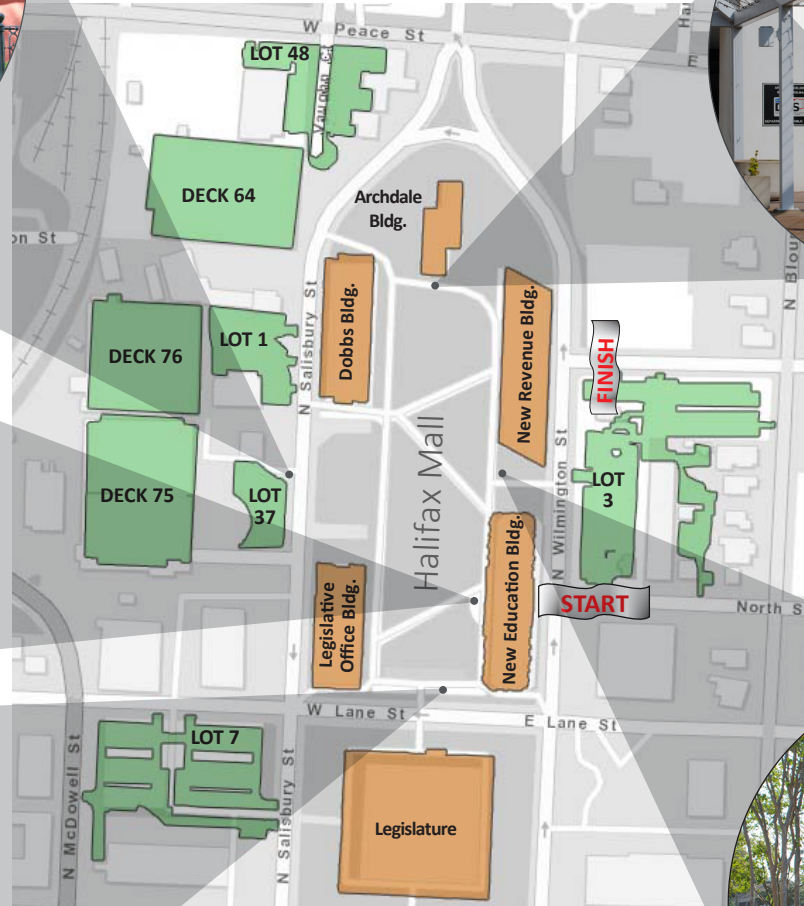 W Peace St
Har
LOT 48
Vaughn Ct
E
DECK 64
Archdale
Bldg.
on St
N Blou
N Salisbury St
Dobbs Bldg.
New Revenue Bldg.
DECK 76
LOT 1
FINISH
Halifax Mall
N Wilmington St
DECK 75
LOT
37
LOT
3
Legislative
Office Bldg.
New Education Bldg.
START
North S
W Lane St
E Lane St
LOT 7
N McDowell St
N Salisbury St
Legislature